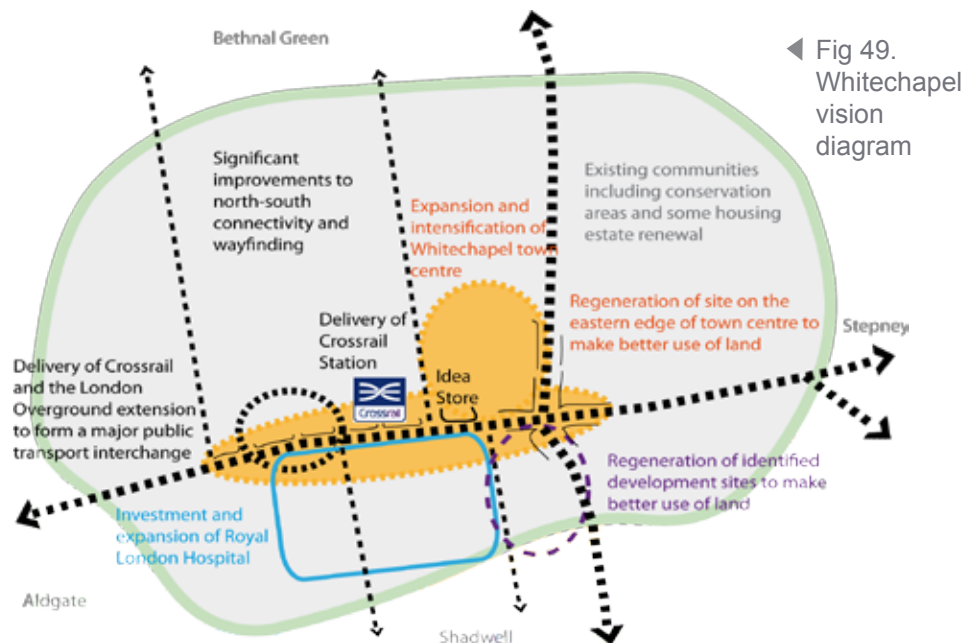 Bethnal Green
◀ Fig 49.
Whitechapel
vision
diagram
Significant
improvements to
north-south
connectivity and
wayfinding
Expansion and
intensification of
Whitechapel town
centre
Existing communities
including conservation
areas and some housing
estate renewal
Delivery of
Crossrail
Station
Crossrail
Idea
Store
Regeneration of site on the
eastern edge of town centre to
make better use of land
Stepney
Delivery of Crossrail
and the London
Overground extension
to form a major public
transport interchange
Regeneration of identified
development sites to make
better use of land
Investment and
expansion of Royal
London Hospital
Aldgate
Shadwell